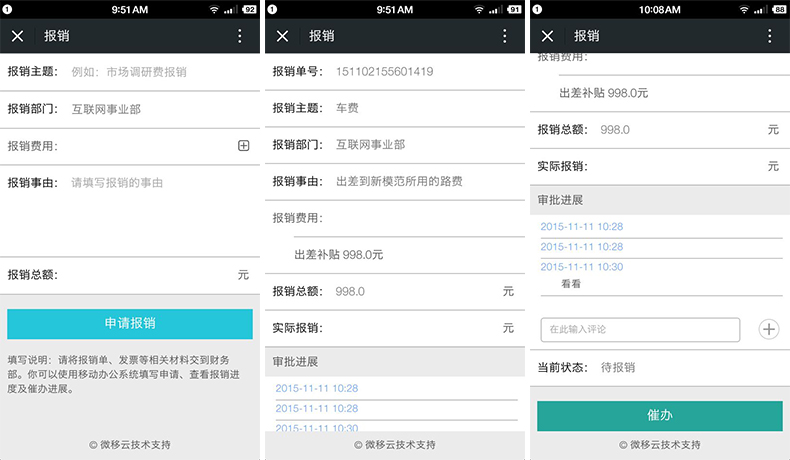 1
9:51AM
92
报销
报销主题: 例如: 市场调研费报销
报销部门: 互联网事业部
报销费用:
报销事由: 请填写报销的事由
报销总额: 元
申请报销
填写说明: 请将报销单、发票等相关材料交到财务
部。你可以使用移动办公系统填写申请、查看报销进
度及催办进展。
© 微移云技术支持
1
9:51AM
91
报销
报销单号: 151102155601419
报销主题: 车费
报销部门: 互联网事业部
报销事由: 出差到新模范所用的路费
报销费用:
出差补贴 998.0元
报销总额: 998.0 元
实际报销: 元
审批进展
2015-11-11 10:28
2015-11-11 10:28
2015-11-11 10:30
© 微移云技术支持
1
10:08AM
88
报销
报销费用:
出差补贴 998.0元
报销总额: 998.0 元
实际报销: 元
审批进展
2015-11-11 10:28
2015-11-11 10:28
2015-11-11 10:30
看看
在此输入评论
当前状态: 待报销
催办
© 微移云技术支持